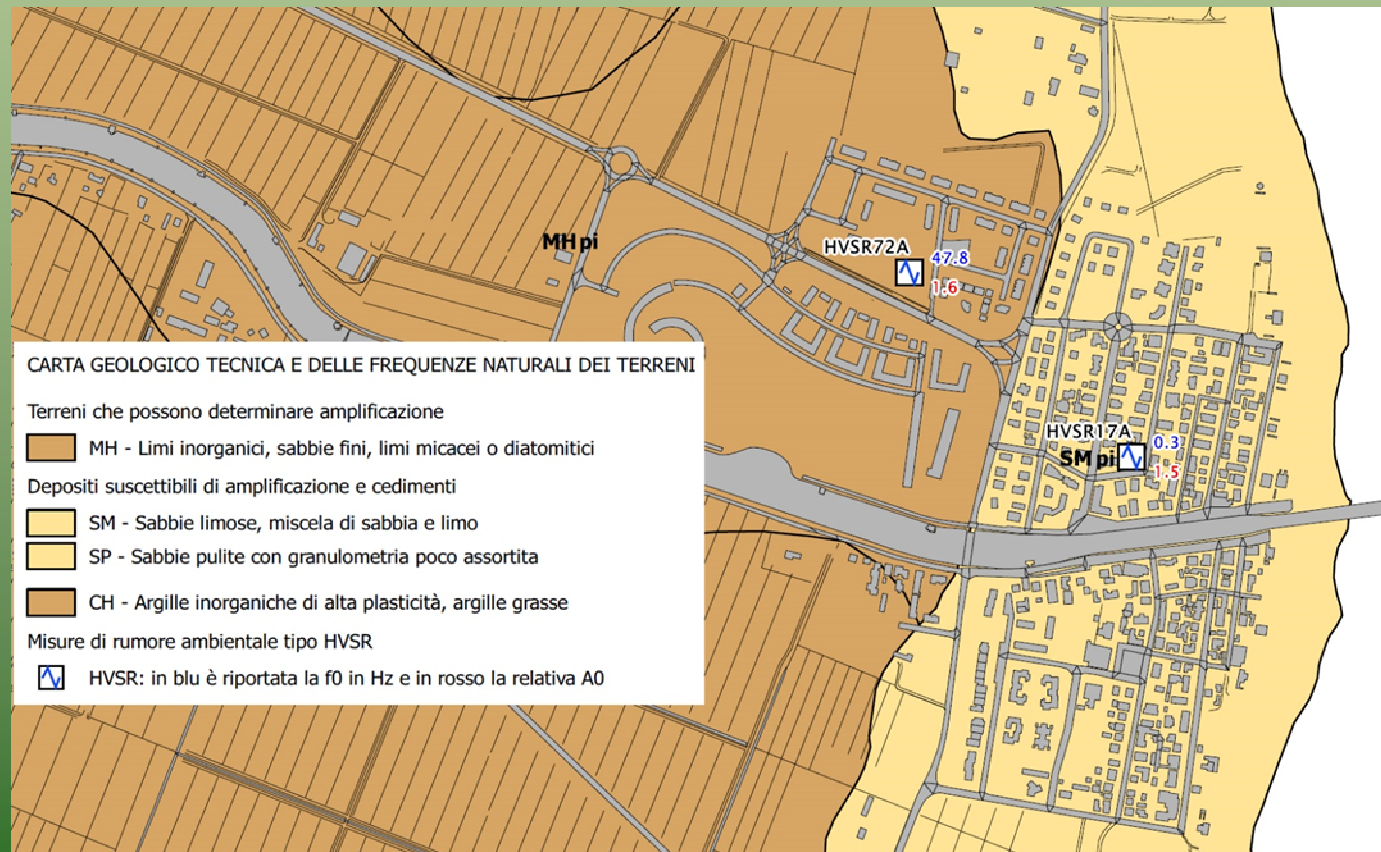 MH pi
HVSR72A
47.8
1.6
HVSR17A
0.3
SM pi
1.5
CARTA GEOLOGICO TECNICA E DELLE FREQUENZE NATURALI DEI TERRENI
Terreni che possono determinare amplificazione
MH - Limi inorganici, sabbie fini, limi micacei o diatomitici
Depositi suscettibili di amplificazione e cedimenti
SM - Sabbie limose, miscela di sabbia e limo
SP - Sabbie pulite con granulometria poco assortita
CH - Argille inorganiche di alta plasticità, argille grasse
Misure di rumore ambientale tipo HVSR
HVSR: in blu è riportata la f0 in Hz e in rosso la relativa A0